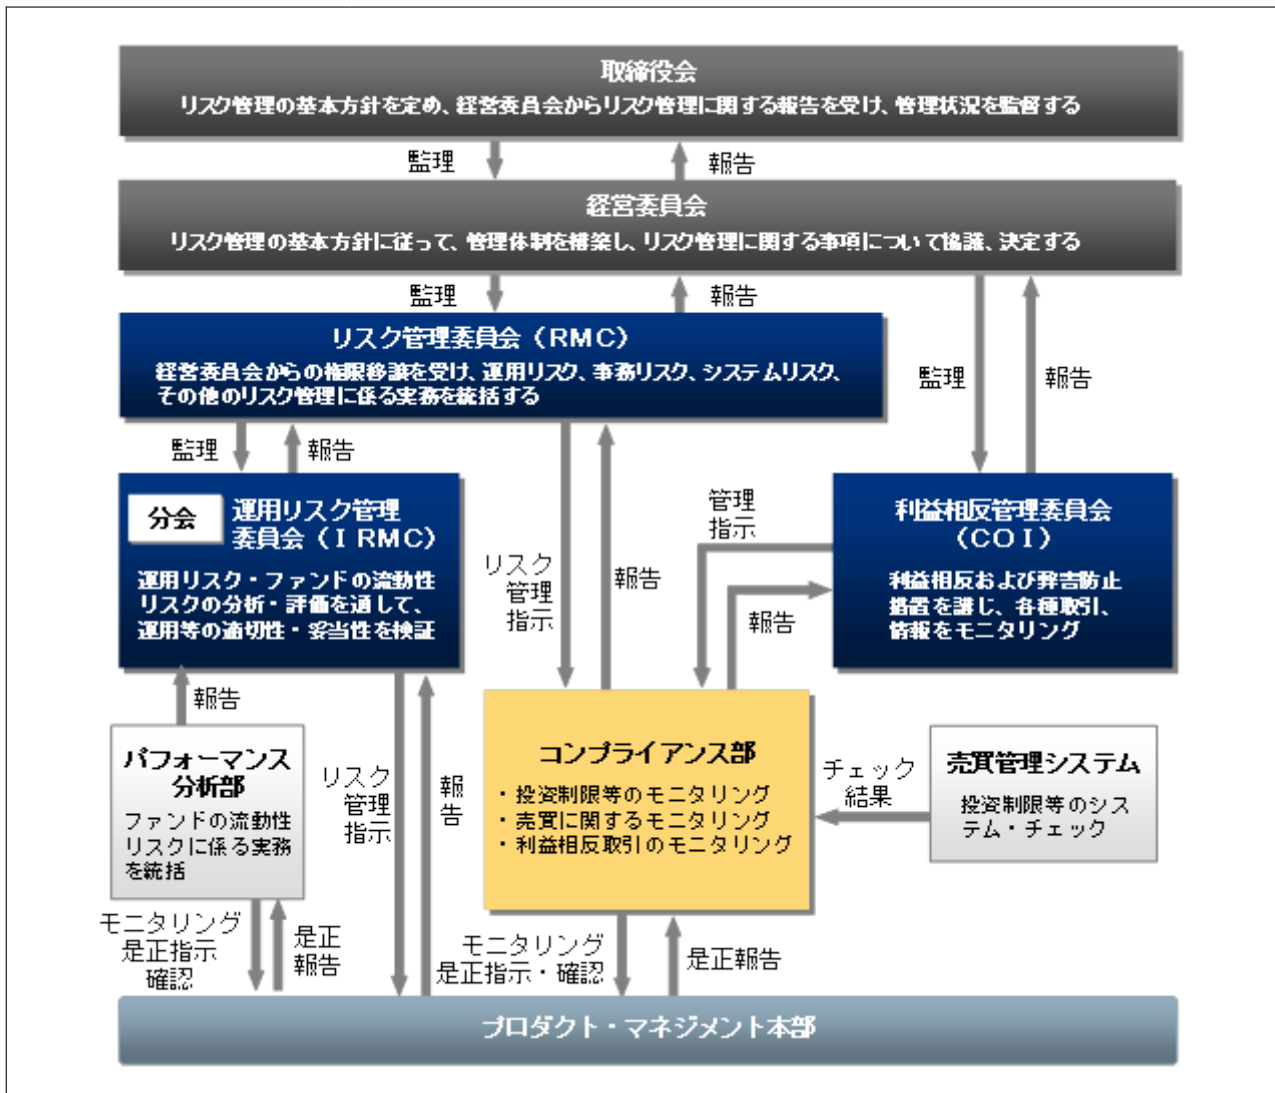 取締役会
リスク管理の基本方針を定め、経営委員会からリスク管理に関する報告を受け、管理状況を監督する
監理
報告
経営委員会
リスク管理の基本方針に従って、管理体制を構築し、リスク管理に関する事項について協議、決定する
監理
報告
リスク管理委員会（ＲＭＣ）
経営委員会からの権限移譲を受け、運用リスク、事務リスク、システムリスク、
その他のリスク管理に係る実務を統括する
監理
報告
監理
報告
分会
運用リスク管理
委員会（ＩＲＭＣ）
運用リスク・ファンドの流動性
リスクの分析・評価を通して、
運用等の適切性・妥当性を検証
リスク
管理
指示
報告
管理
指示
報告
利益相反管理委員会
（ＣＯＩ）
利益相反および弊害防止
措置を講じ、各種取引、
情報をモニタリング
報告
パフォーマンス
分析部
ファンドの流動性
リスクに係る実務
を統括
リスク
管理
指示
報告
コンプライアンス部
・投資制限等のモニタリング
・売買に関するモニタリング
・利益相反取引のモニタリング
チェック
結果
売買管理システム
投資制限等のシス
テム・チェック
モニタリング
是正指示
確認
是正
報告
モニタリング
是正指示・確認
是正報告
プロダクト・マネジメント本部